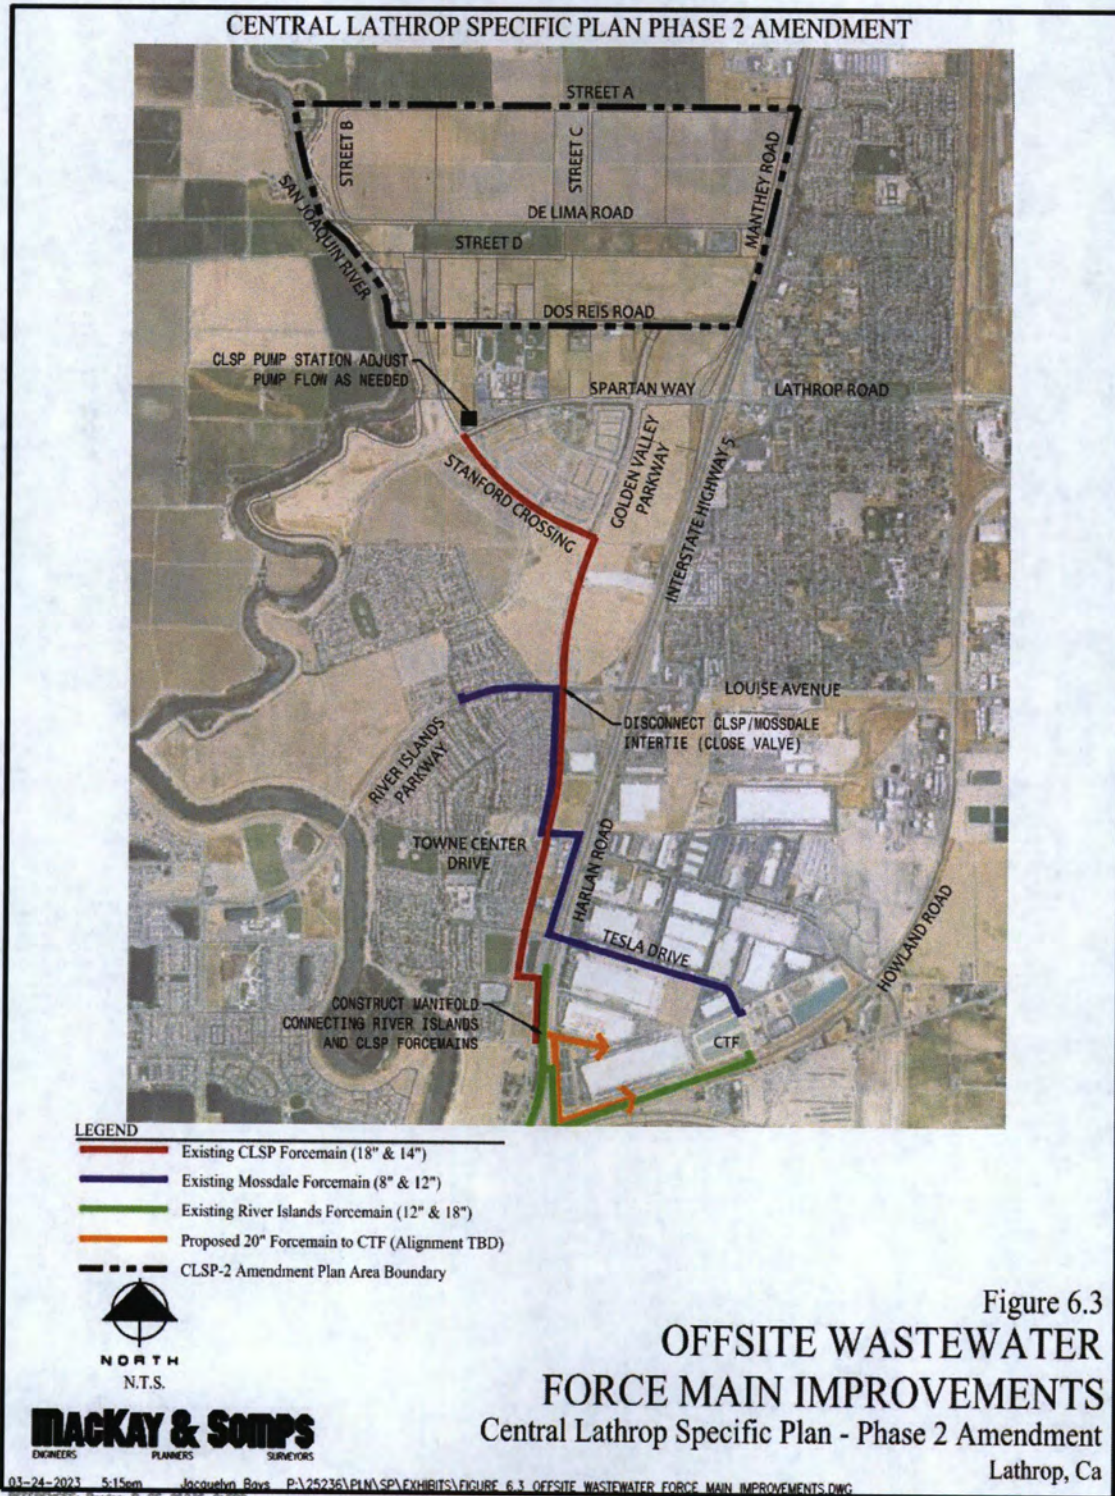 CENTRAL LATHROP SPECIFIC PLAN PHASE 2 AMENDMENT
STREET A
STREET B
STREET C
MANTHEY ROAD
SAN JOAQUIN RIVER
DE LIMA ROAD
STREET D
DOS REIS ROAD
CLSP PUMP STATION ADJUST
PUMP FLOW AS NEEDED
SPARTAN WAY
LATHROP ROAD
GOLDEN VALLEY
PARKWAY
STANFORD CROSSING
INTERSTATE HIGHWAY 5
LOUISE AVENUE
DISCONNECT CLSP/MOSSDALE
INTERTIE (CLOSE VALVE)
RIVER ISLANDS
PARKWAY
TOWNE CENTER
DRIVE
HARLAN ROAD
TESLA DRIVE
HOWLAND ROAD
CONSTRUCT MANIFOLD
CONNECTING RIVER ISLANDS
AND CLSP FORCEMAINS
CTF
LEGEND
Existing CLSP Forcemain (18" & 14")
Existing Mossdale Forcemain (8" & 12")
Existing River Islands Forcemain (12" & 18")
Proposed 20" Forcemain to CTF (Alignment TBD)
CLSP-2 Amendment Plan Area Boundary
NORTH
N.T.S.
Figure 6.3
OFFSITE WASTEWATER
FORCE MAIN IMPROVEMENTS
Central Lathrop Specific Plan - Phase 2 Amendment
Lathrop, Ca
MACKAY & SOMPS
ENGINEERS PLANNERS SURVEYORS
03-24-2023 5:15pm Jacquelyn Bays P:\25236\PLN\SP\EXHIBITS\FIGURE 6.3 OFFSITE WASTEWATER FORCE MAIN IMPROVEMENTS.DWG